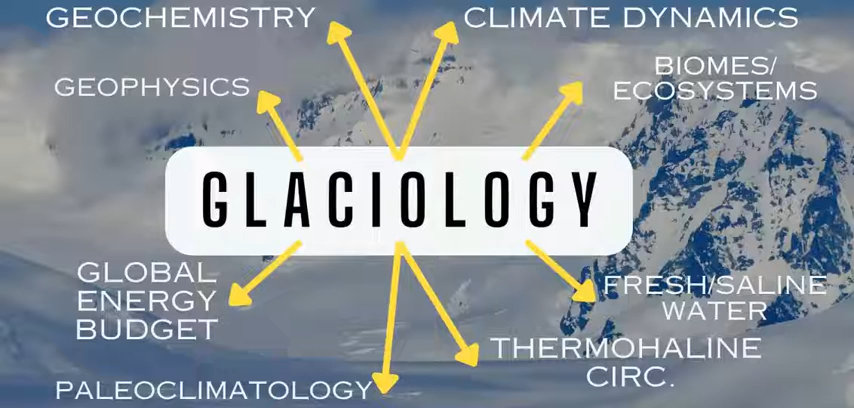 GEOCHEMISTRY
CLIMATE DYNAMICS
GEOPHYSICS
BIOMES/
ECOSYSTEMS
GLACIOLOGY
GLOBAL
ENERGY
BUDGET
FRESH/SALINE
WATER
THERMOHALINE
CIRC.
PALEOCLIMATOLOGY